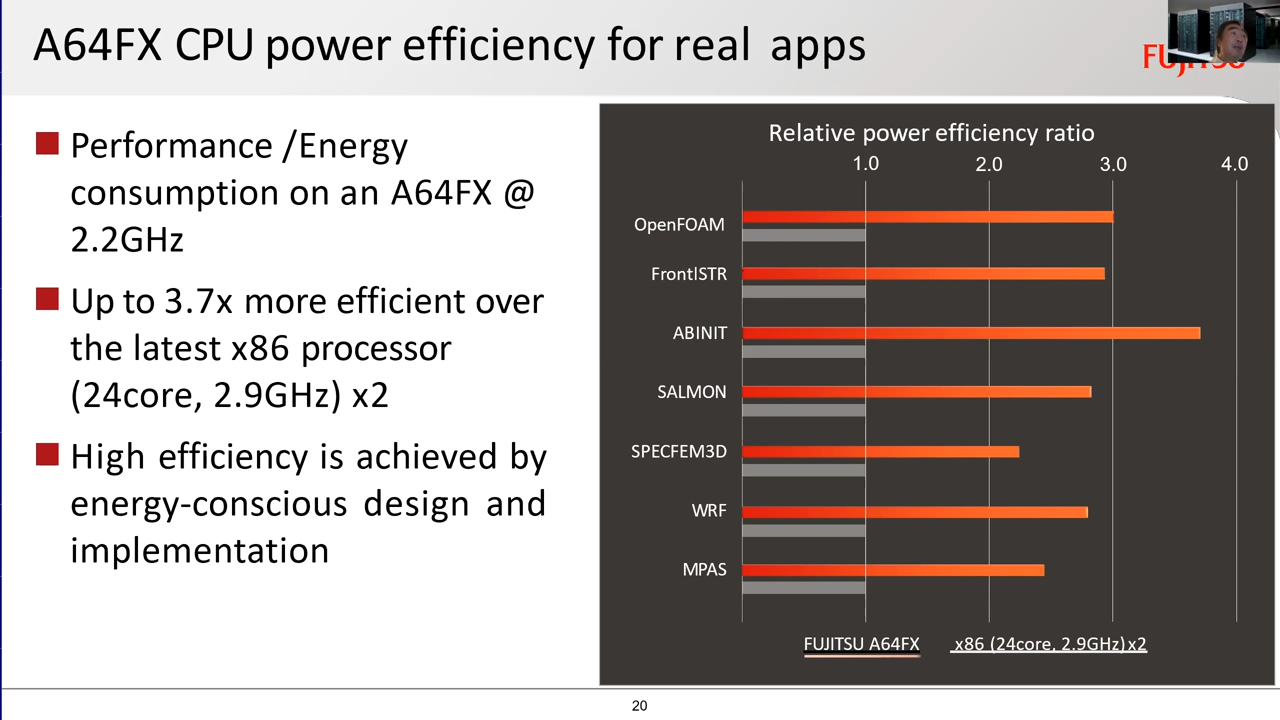 A64FX CPU power efficiency for real apps
FUJITSU
Performance /Energy
consumption on an A64FX @
2.2GHz
Up to 3.7x more efficient over
the latest x86 processor
(24core, 2.9GHz) x2
High efficiency is achieved by
energy-conscious design and
implementation
Relative power efficiency ratio
1.0 2.0 3.0 4.0
OpenFOAM
FrontISTR
ABINIT
SALMON
SPECFEM3D
WRF
MPAS
FUJITSU A64FX x86 (24core, 2.9GHz) x2
20